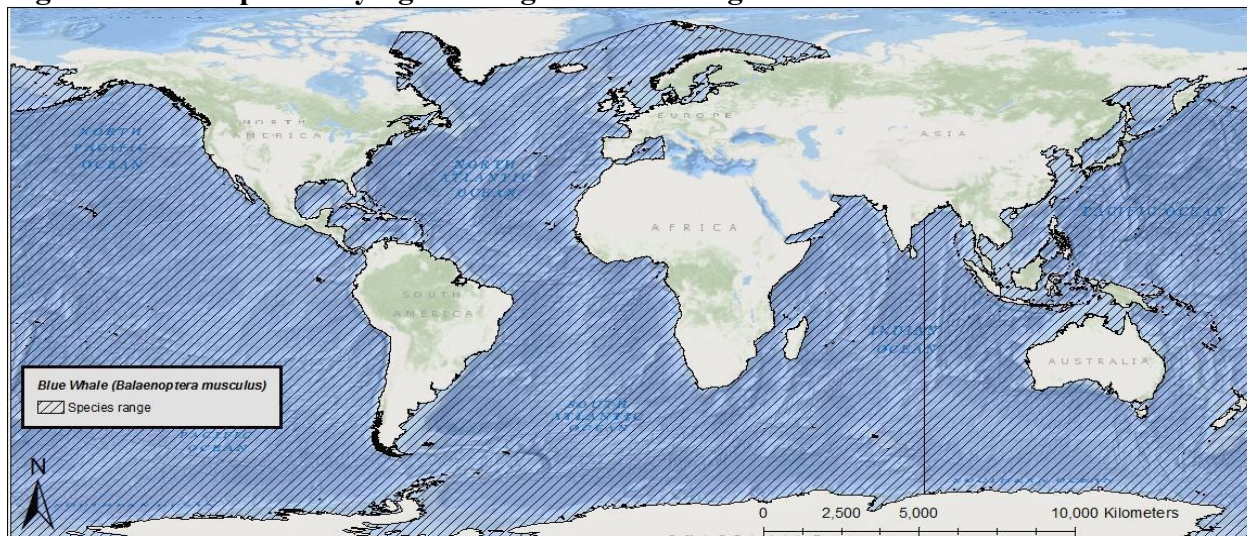 NORTH
PACIFIC
OCEAN
NORTH
AMERICA
NORTH
ATLANTIC
OCEAN
EUROPE
ASIA
PACIFIC OCEAN
AFRICA
SOUTH
AMERICA
INDIAN
OCEAN
AUSTRALIA
Blue Whale (Balaenoptera musculus)
Species range
SOUTH
ATLANTIC
OCEAN
PACIFIC
OCEAN
N
0 2,500 5,000 10,000 Kilometers